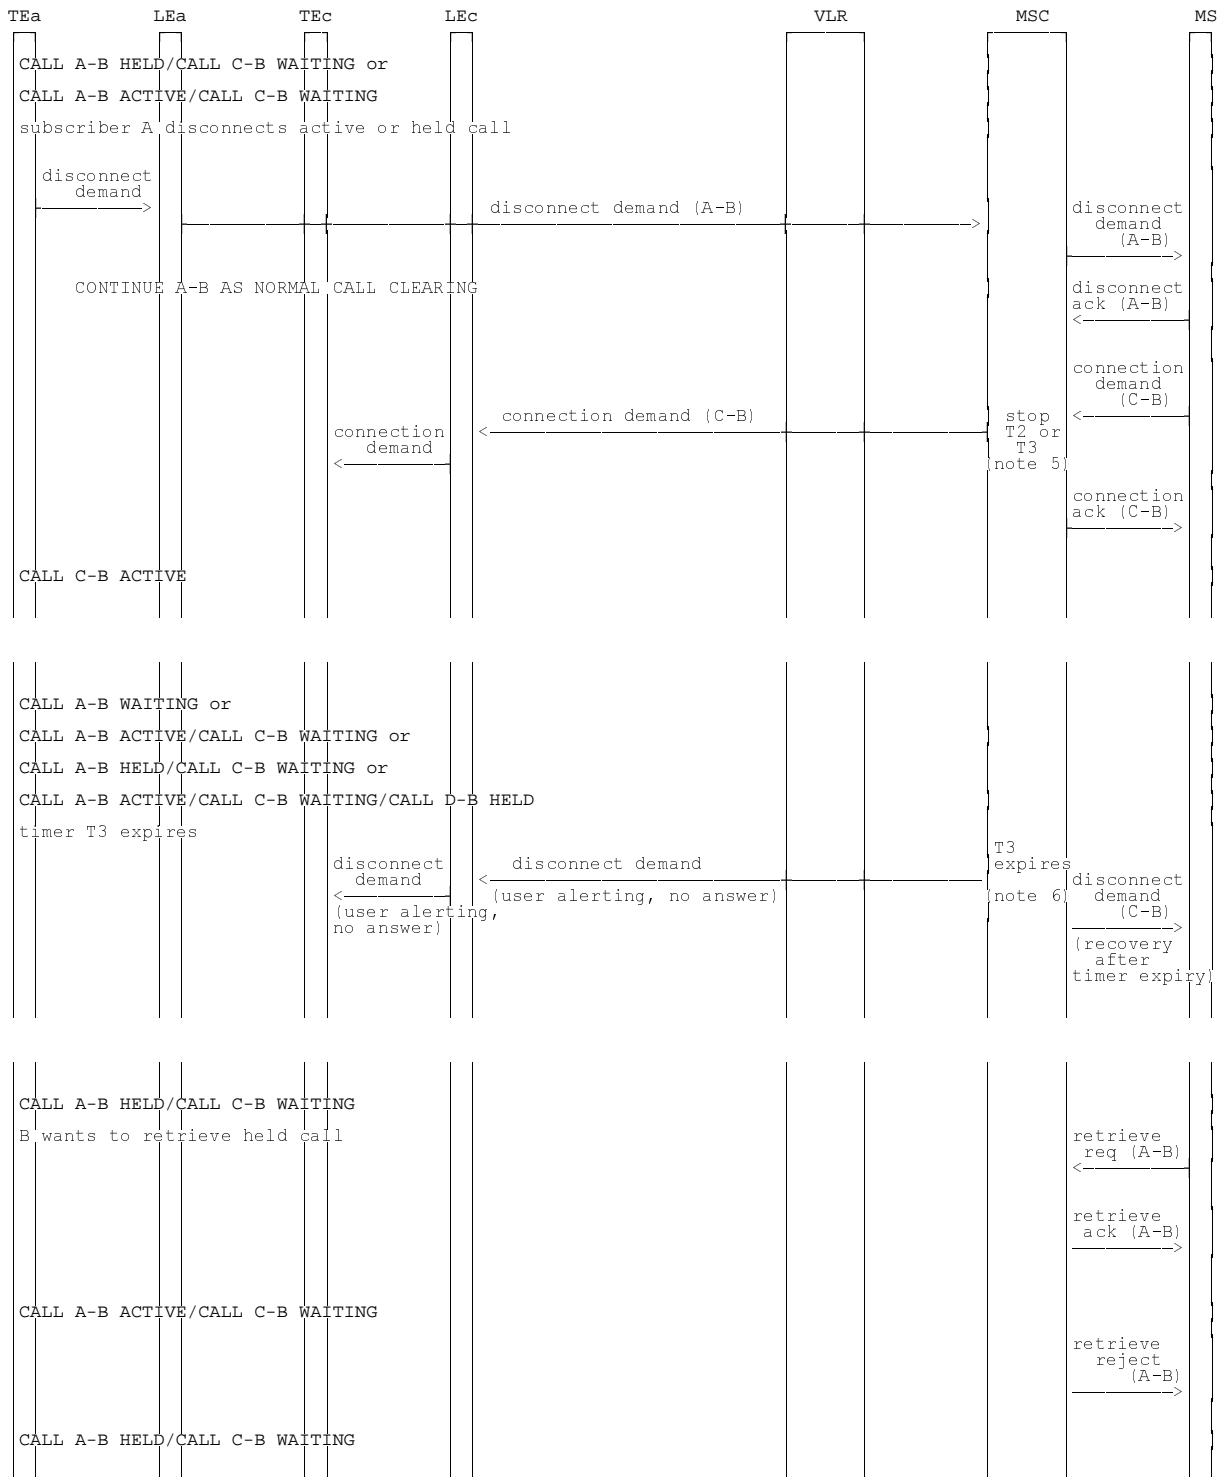 TEa LEa TEc LEc VLR MSC MS
CALL A-B HELD/CALL C-B WAITING or
CALL A-B ACTIVE/CALL C-B WAITING
subscriber A disconnects active or held call
disconnect
demand
disconnect demand (A-B)
disconnect
demand
(A-B)
CONTINUE A-B AS NORMAL CALL CLEARING
disconnect
ack (A-B)
connection
demand
(C-B)
connection demand (C-B)
stop
T2 or
T3
(note 5)
connection
demand
connection
ack (C-B)
CALL C-B ACTIVE
CALL A-B WAITING or
CALL A-B ACTIVE/CALL C-B WAITING or
CALL A-B HELD/CALL C-B WAITING or
CALL A-B ACTIVE/CALL C-B WAITING/CALL D-B HELD
timer T3 expires
T3
expires
(note 6)
disconnect demand
(user alerting, no answer)
disconnect
demand
(user alerting,
no answer)
disconnect
demand
(C-B)
(recovery
after
timer expiry)
CALL A-B HELD/CALL C-B WAITING
B wants to retrieve held call
retrieve
req (A-B)
retrieve
ack (A-B)
CALL A-B ACTIVE/CALL C-B WAITING
retrieve
reject
(A-B)
CALL A-B HELD/CALL C-B WAITING